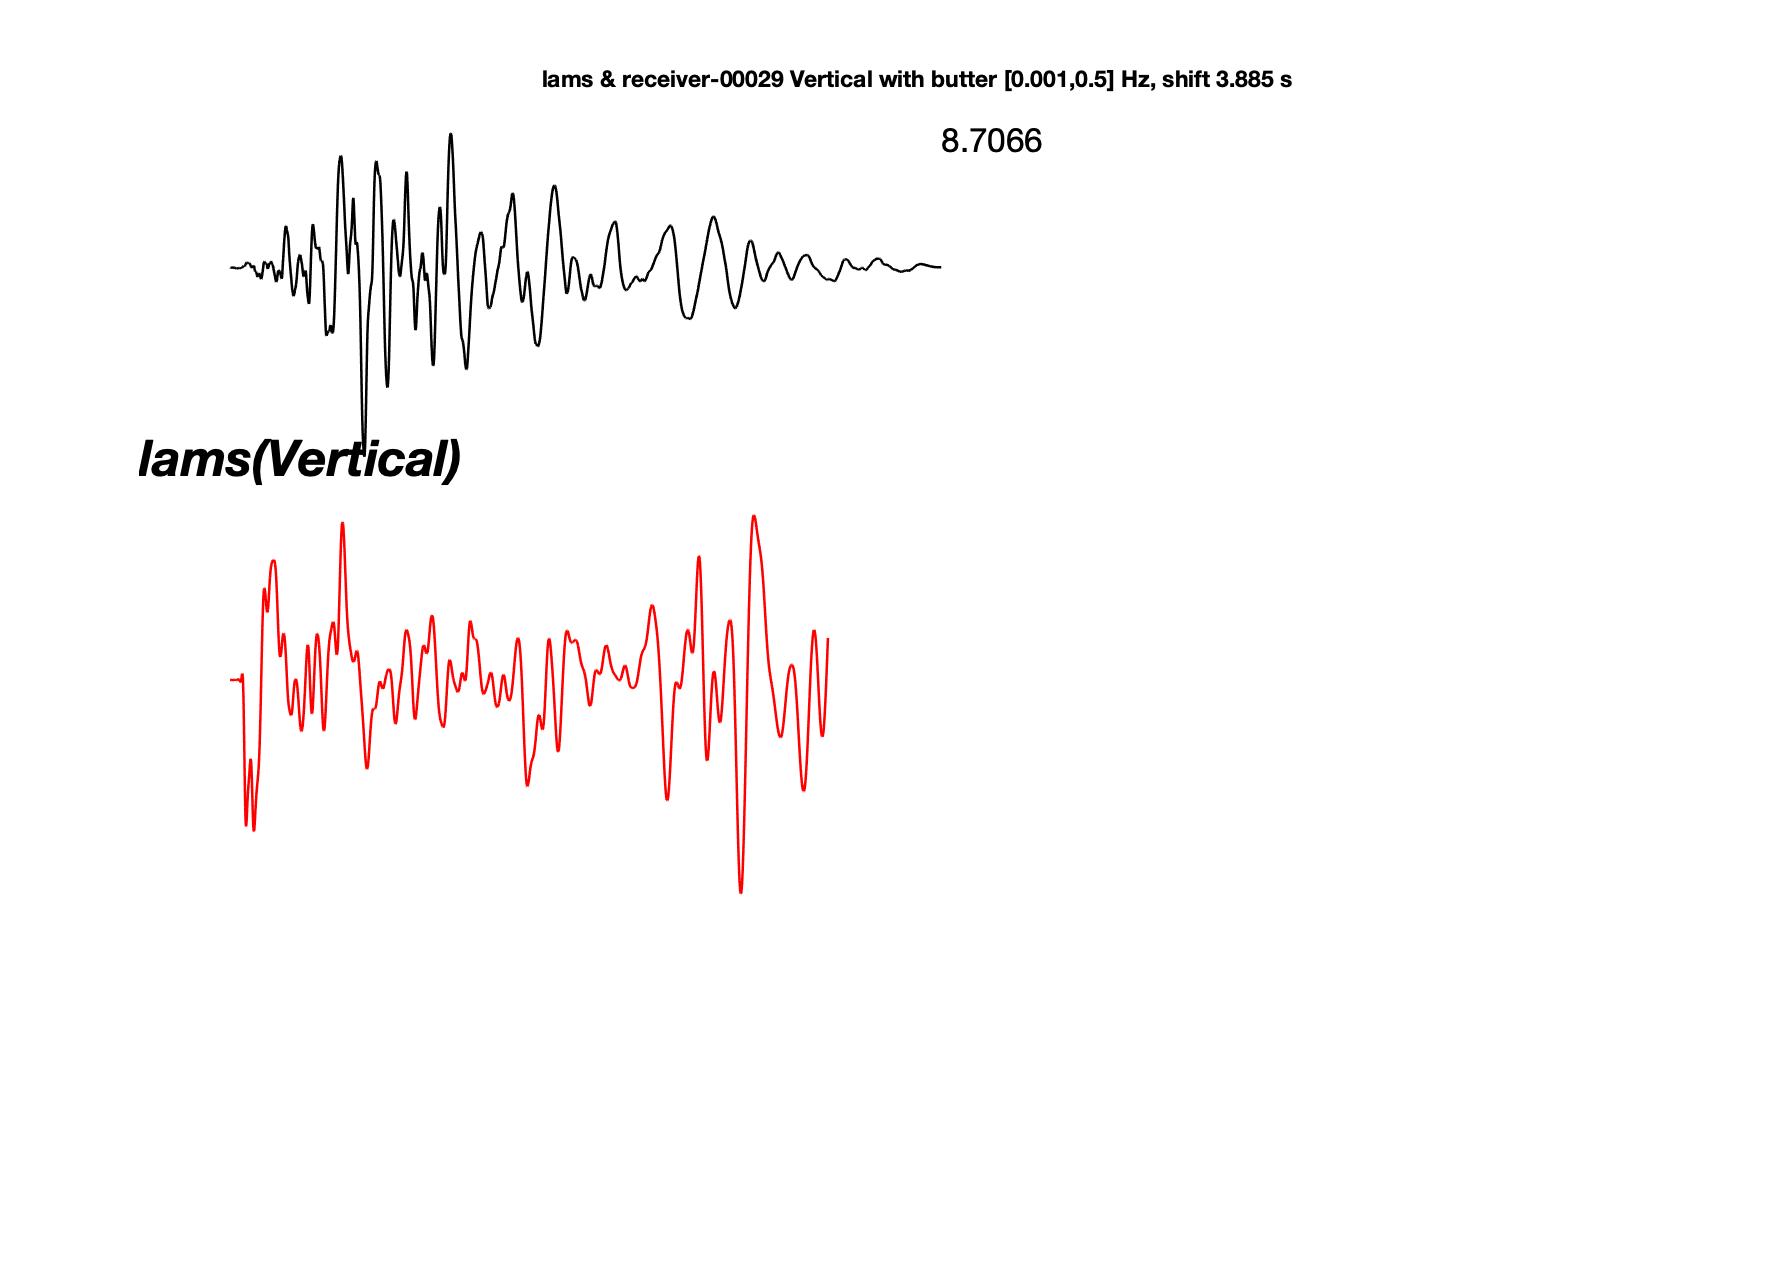 lams & receiver-00029 Vertical with butter [0.001,0.5] Hz, shift 3.885 s
8.7066
lams(Vertical)